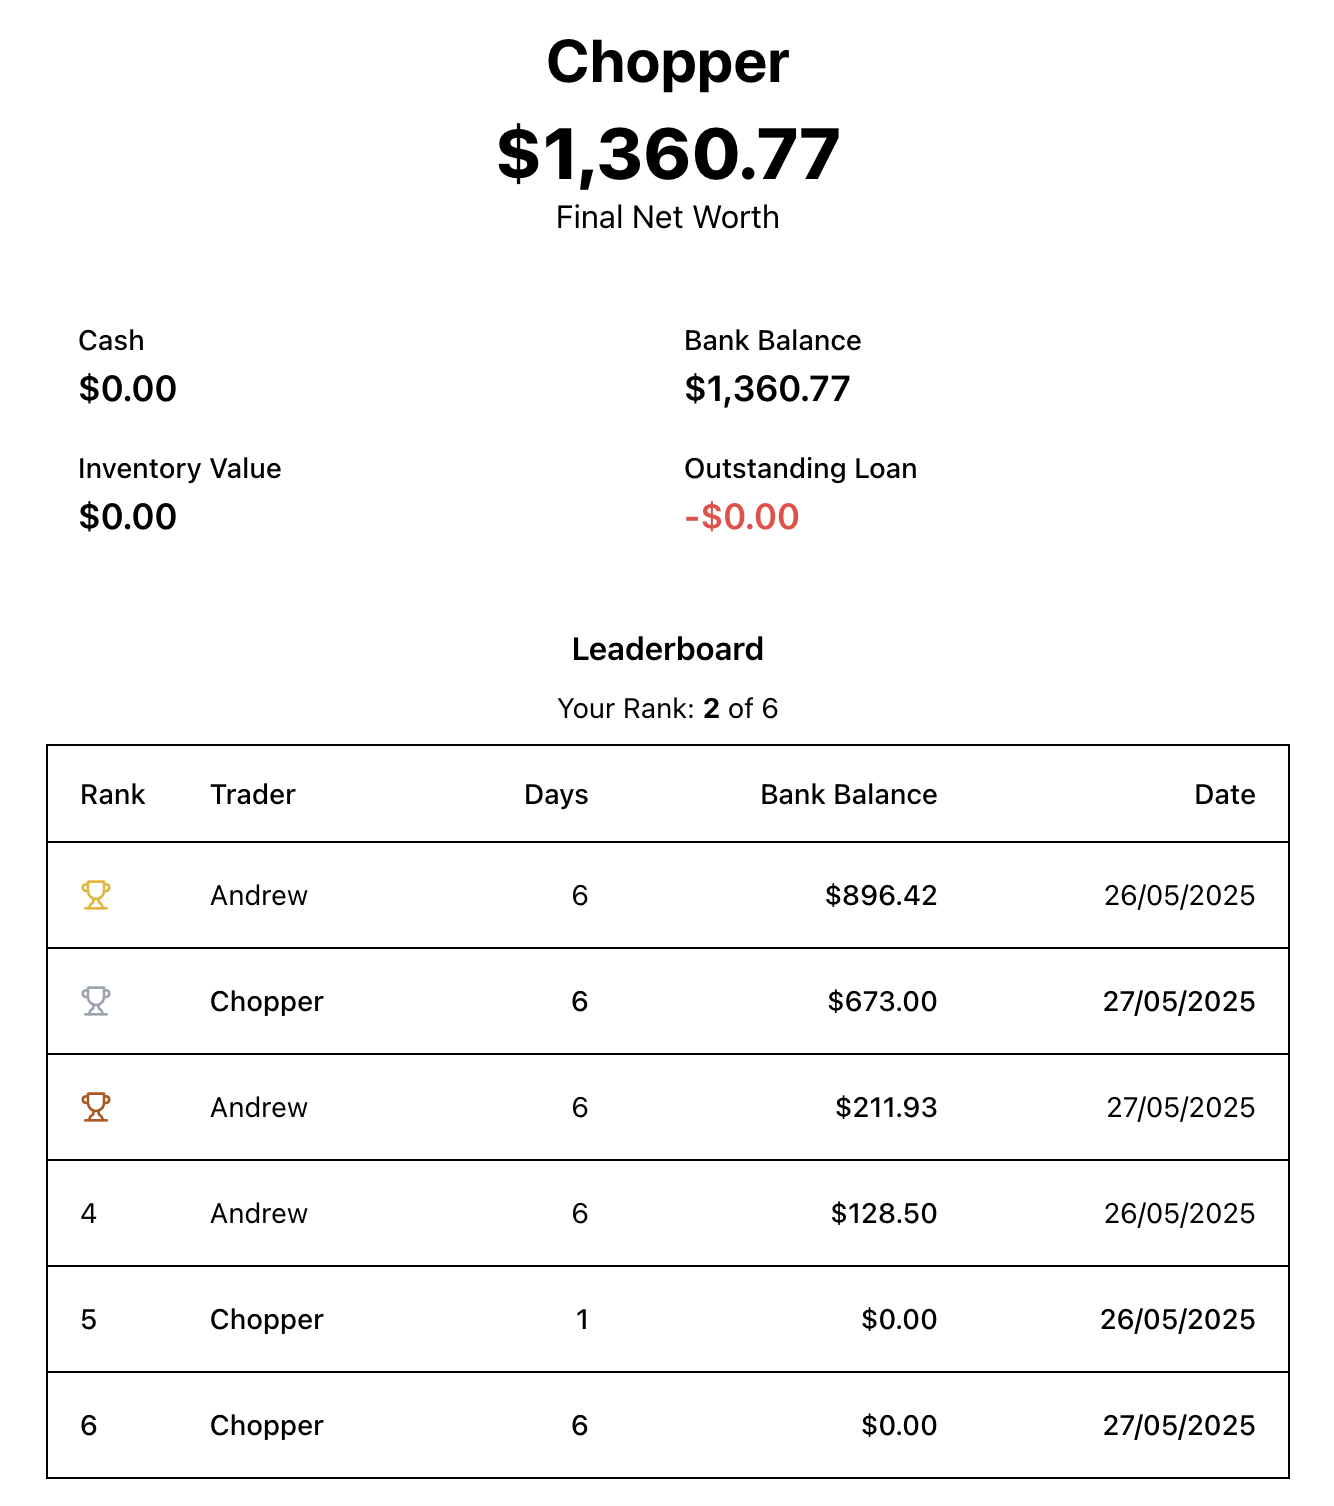 Chopper
$1,360.77
Final Net Worth
Cash
$0.00
Bank Balance
$1,360.77
Inventory Value
$0.00
Outstanding Loan
-$0.00
Leaderboard
Your Rank: 2 of 6
Rank Trader Days Bank Balance Date
Andrew 6 $896.42 26/05/2025
Chopper 6 $673.00 27/05/2025
Andrew 6 $211.93 27/05/2025
4 Andrew 6 $128.50 26/05/2025
5 Chopper 1 $0.00 26/05/2025
6 Chopper 6 $0.00 27/05/2025